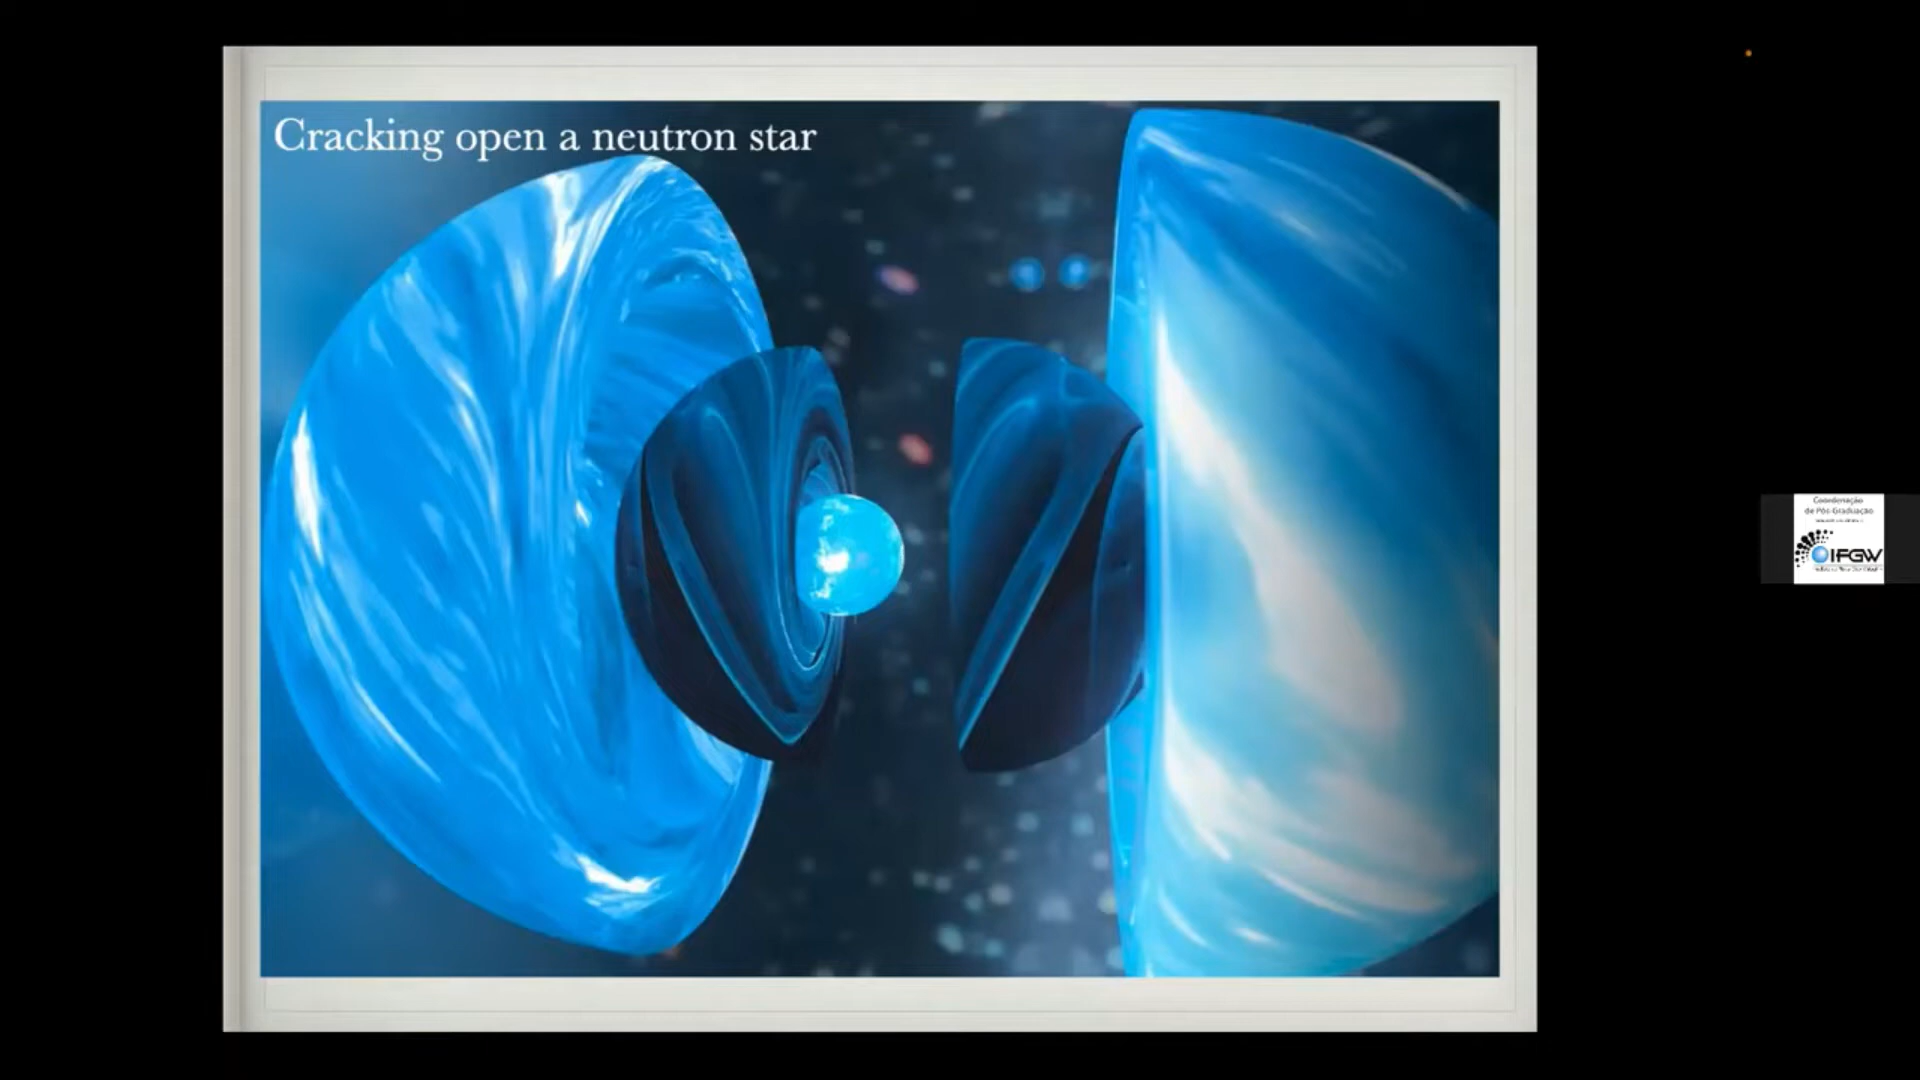 Cracking open a neutron star
Coordenação
de Pós-Graduação
IFGW